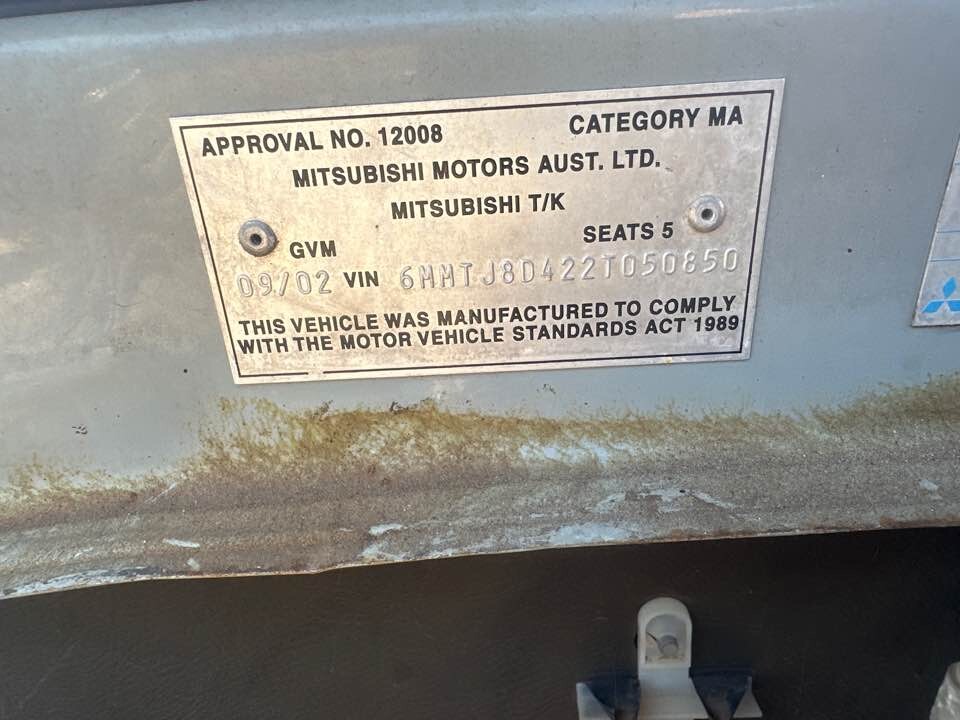 APPROVAL NO. 12008 CATEGORY MA
MITSUBISHI MOTORS AUST. LTD.
MITSUBISHI T/K
GVM SEATS 5
09/02 VIN 6MMTJ8D422T050850
THIS VEHICLE WAS MANUFACTURED TO COMPLY
WITH THE MOTOR VEHICLE STANDARDS ACT 1989